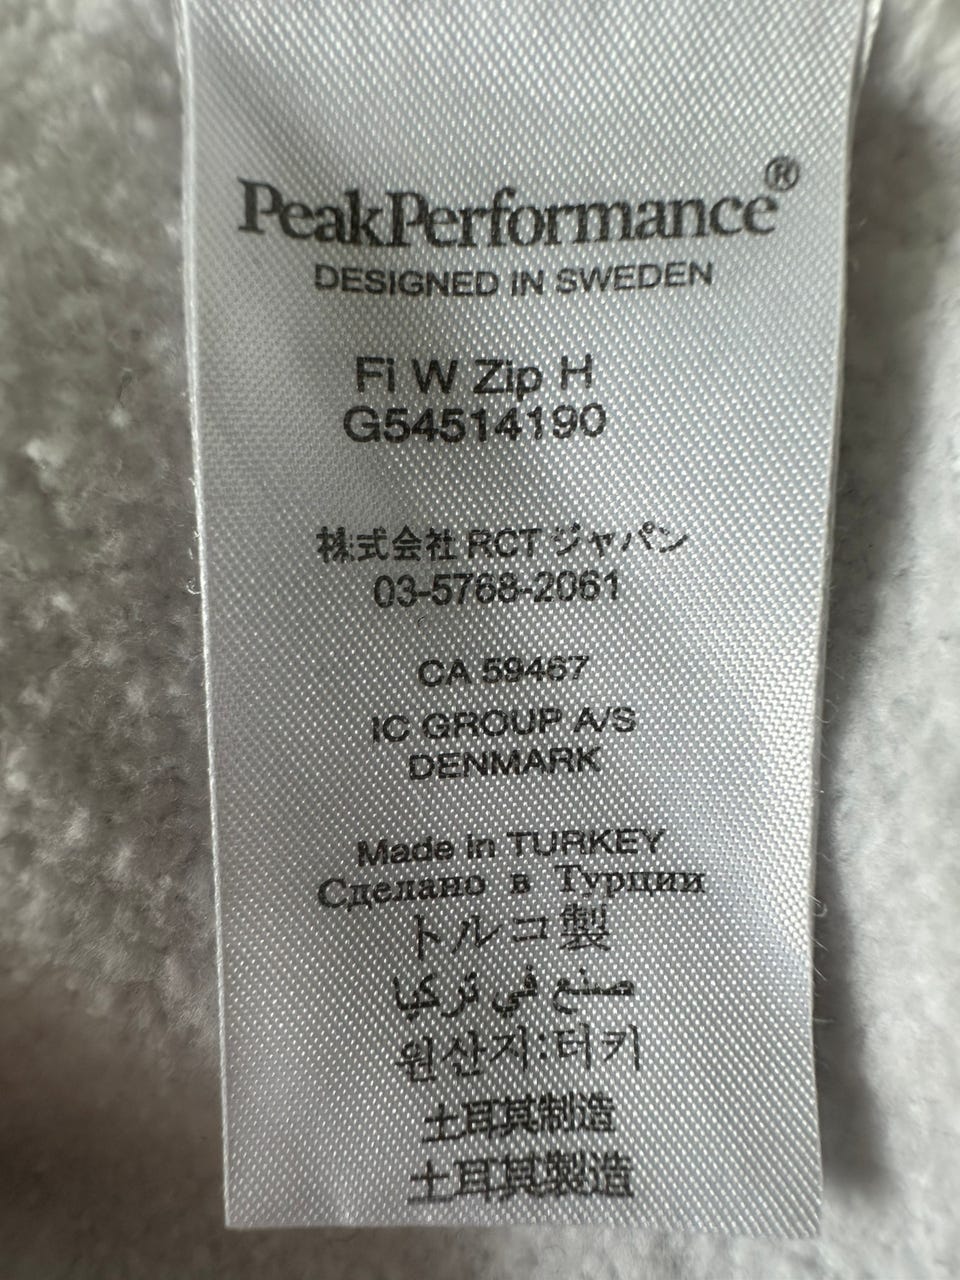 PeakPerformance®
DESIGNED IN SWEDEN
Fi W Zip H
G54514190
株式会社 RCT ジャパン
03-5768-2061
CA 59467
IC GROUP A/S
DENMARK
Made in TURKEY
Сделано в Турции
トルコ製
صنع في تركيا
원산지:터키
土耳其制造
土耳其製造